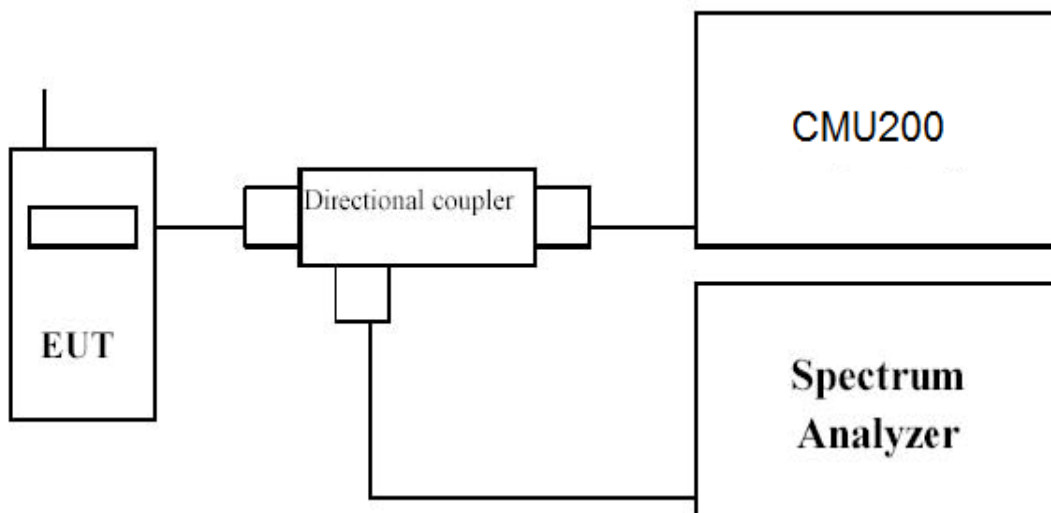 CMU200
Directional coupler
EUT
Spectrum
Analyzer